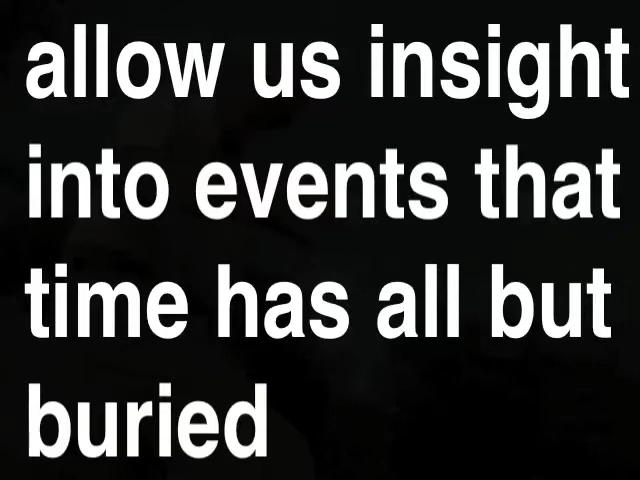 allow us insight
into events that
time has all but
buried